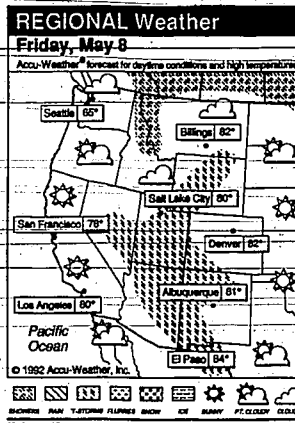 REGIONAL Weather
Friday, May 8
Accu-Weather® forecast for daytime conditions and high temperatures
Seattle 65°
Billings 82°
Salt Lake City 80°
San Francisco 78°
Denver 82°
Los Angeles 80°
Albuquerque 81°
Pacific
Ocean
El Paso 84°
© 1992 Accu-Weather, Inc.
SHOWERS RAIN T-STORMS FLURRIES SNOW ICE SUNNY PT. CLOUDY CLOUDY